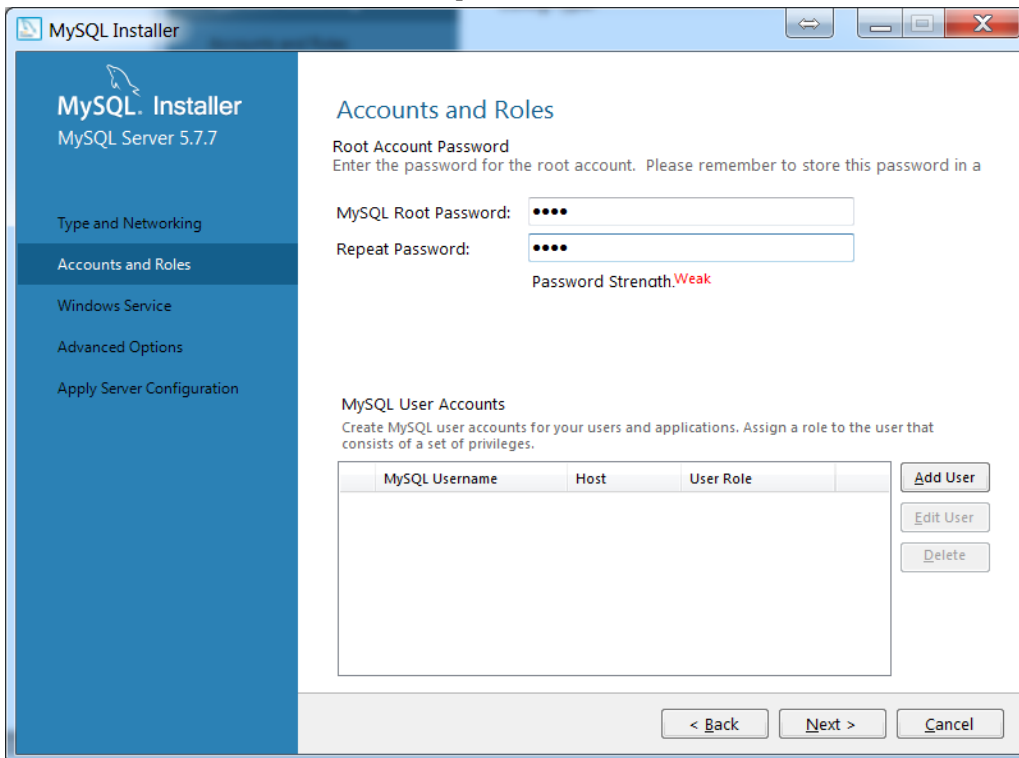 MySQL Installer
MySQL. Installer
MySQL Server 5.7.7
Type and Networking
Accounts and Roles
Windows Service
Advanced Options
Apply Server Configuration
Accounts and Roles
Root Account Password
Enter the password for the root account. Please remember to store this password in a
MySQL Root Password: ••••
Repeat Password: ••••
Password Strength. Weak
MySQL User Accounts
Create MySQL user accounts for your users and applications. Assign a role to the user that
consists of a set of privileges.
MySQL Username Host User Role
Add User
Edit User
Delete
< Back Next > Cancel